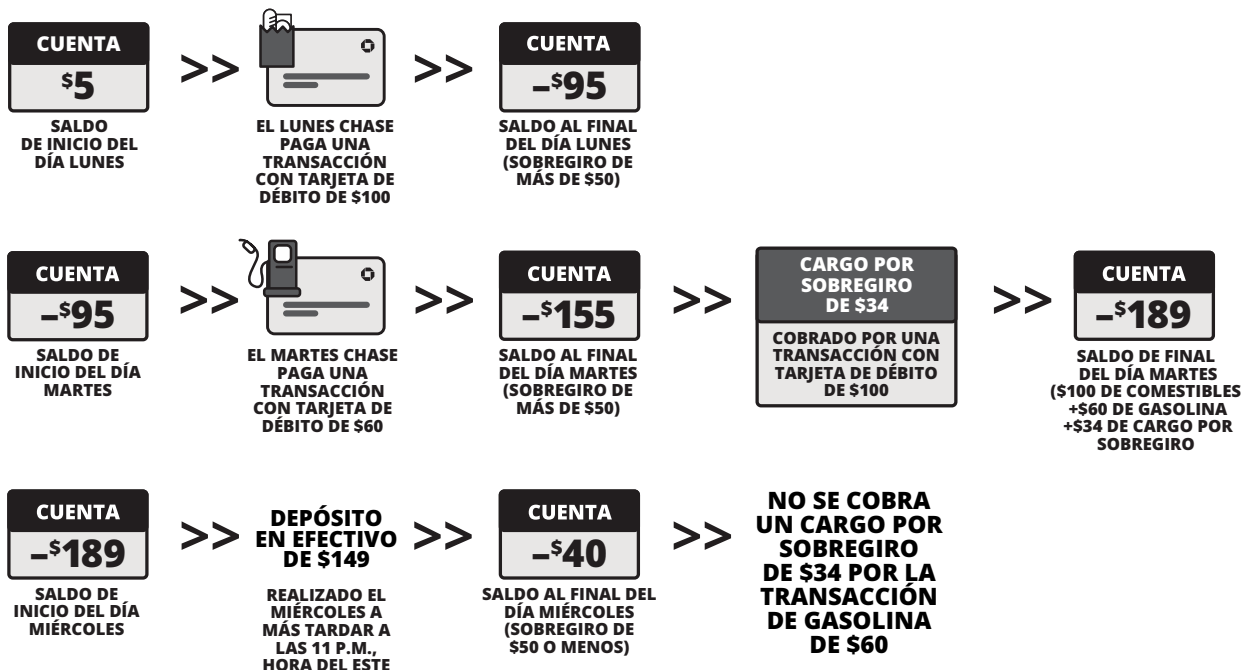 CUENTA
$5
SALDO
DE INICIO DEL
DÍA LUNES
>>
EL LUNES CHASE
PAGA UNA
TRANSACCIÓN
CON TARJETA DE
DÉBITO DE $100
>>
CUENTA
–$95
SALDO AL FINAL
DEL DÍA LUNES
(SOBREGIRO DE
MÁS DE $50)
CUENTA
–$95
SALDO DE
INICIO DEL DÍA
MARTES
>>
EL MARTES CHASE
PAGA UNA
TRANSACCIÓN
CON TARJETA DE
DÉBITO DE $60
>>
CUENTA
–$155
SALDO AL FINAL
DEL DÍA MARTES
(SOBREGIRO DE
MÁS DE $50)
>>
CARGO POR
SOBREGIRO
DE $34
COBRADO POR UNA
TRANSACCIÓN CON
TARJETA DE DÉBITO
DE $100
>>
CUENTA
–$189
SALDO DE FINAL
DEL DÍA MARTES
($100 DE COMESTIBLES
+$60 DE GASOLINA
+$34 DE CARGO POR
SOBREGIRO
CUENTA
–$189
SALDO DE
INICIO DEL DÍA
MIÉRCOLES
>>
DEPÓSITO
EN EFECTIVO
DE $149
REALIZADO EL
MIÉRCOLES A
MÁS TARDAR A
LAS 11 P.M.,
HORA DEL ESTE
>>
CUENTA
–$40
SALDO AL FINAL DEL
DÍA MIÉRCOLES
(SOBREGIRO DE
$50 O MENOS)
>>
NO SE COBRA
UN CARGO POR
SOBREGIRO
DE $34 POR LA
TRANSACCIÓN
DE GASOLINA
DE $60